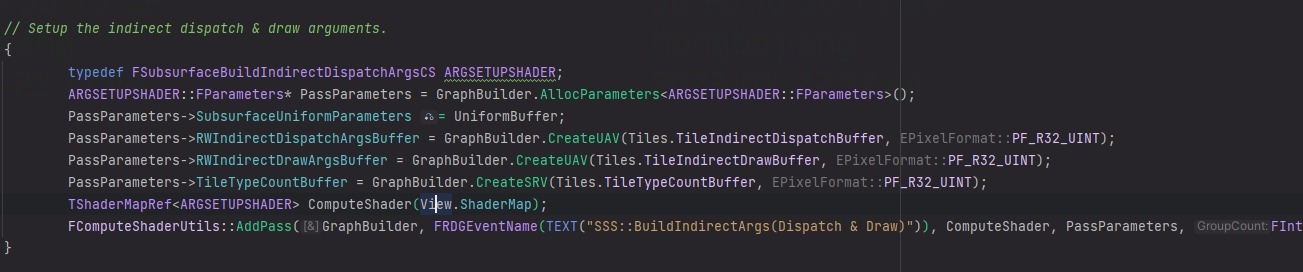 // Setup the indirect dispatch & draw arguments.
{
typedef FSubsurfaceBuildIndirectDispatchArgsCS ARGSETUPSHADER;
ARGSETUPSHADER::FParameters* PassParameters = GraphBuilder.AllocParameters<ARGSETUPSHADER::FParameters>();
PassParameters->SubsurfaceUniformParameters = UniformBuffer;
PassParameters->RWIndirectDispatchArgsBuffer = GraphBuilder.CreateUAV(Tiles.TileIndirectDispatchBuffer, EPixelFormat::PF_R32_UINT);
PassParameters->RWIndirectDrawArgsBuffer = GraphBuilder.CreateUAV(Tiles.TileIndirectDrawBuffer, EPixelFormat::PF_R32_UINT);
PassParameters->TileTypeCountBuffer = GraphBuilder.CreateSRV(Tiles.TileTypeCountBuffer, EPixelFormat::PF_R32_UINT);
TShaderMapRef<ARGSETUPSHADER> ComputeShader(View.ShaderMap);
FComputeShaderUtils::AddPass([&]GraphBuilder, FRDGEventName(TEXT("SSS::BuildIndirectArgs(Dispatch & Draw)")), ComputeShader, PassParameters, GroupCount:FInt
}